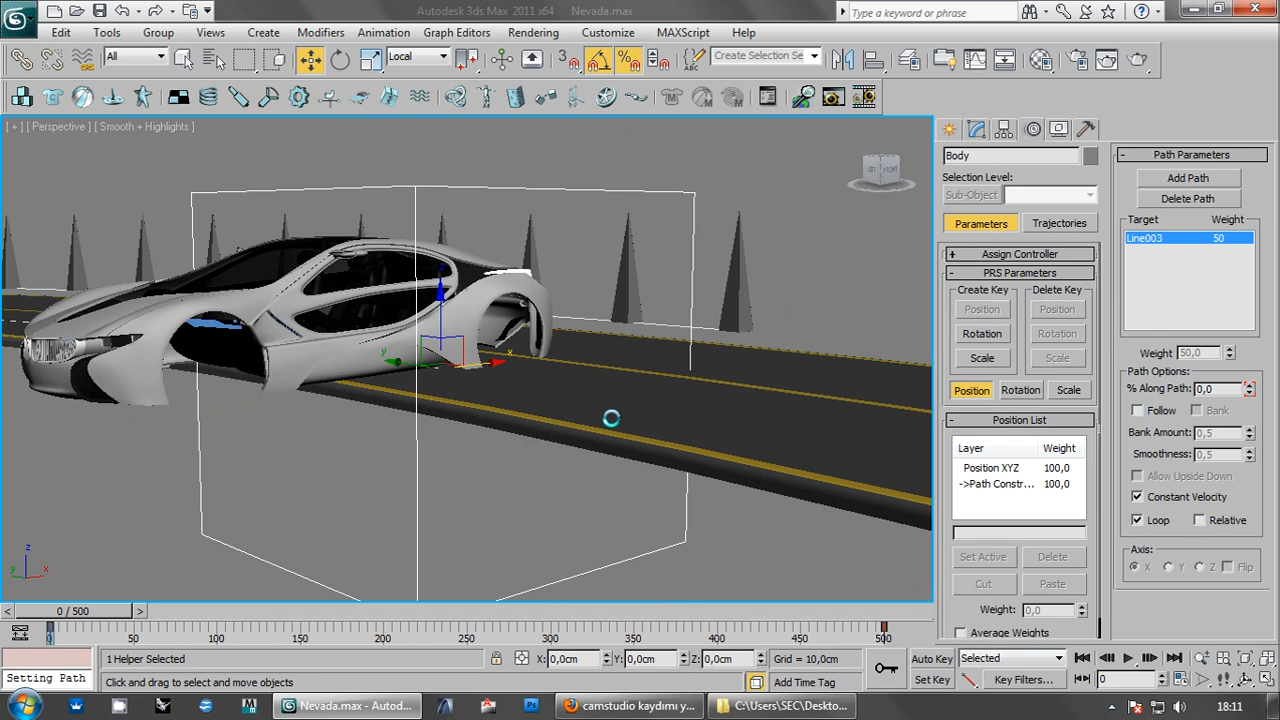 Autodesk 3ds Max 2011 x64 Nevada.max
Type a keyword or phrase
Edit Tools Group Views Create Modifiers Animation Graph Editors Rendering Customize MAXScript Help
All Local Create Selection Se
[ + ] [ Perspective ] [ Smooth + Highlights ]
Body
Selection Level:
Sub-Object
Parameters Trajectories
+ Assign Controller
- PRS Parameters
Create Key Delete Key
Position Position
Rotation Rotation
Scale Scale
Position Rotation Scale
- Position List
Layer Weight
Position XYZ 100,0
->Path Constr... 100,0
Set Active Delete
Cut Paste
Weight: 0,0
Average Weights
- Path Parameters
Add Path
Delete Path
Target Weight
Line003 50
Weight 50,0
Path Options:
% Along Path: 0,0
Follow Bank
Bank Amount: 0,5
Smoothness: 0,5
Allow Upside Down
Constant Velocity
Loop Relative
Axis:
X Y Z Flip
z
y x
z
y x
< 0 / 500 >
0 50 100 150 200 250 300 350 400 450 500
1 Helper Selected X: 0,0cm Y: 0,0cm Z: 0,0cm Grid = 10,0cm Auto Key Selected
Setting Path Click and drag to select and move objects Add Time Tag Set Key Key Filters... 0
Nevada.max - Autod... camstudio kaydımı y... C:\Users\SEC\Deskto... 18:11